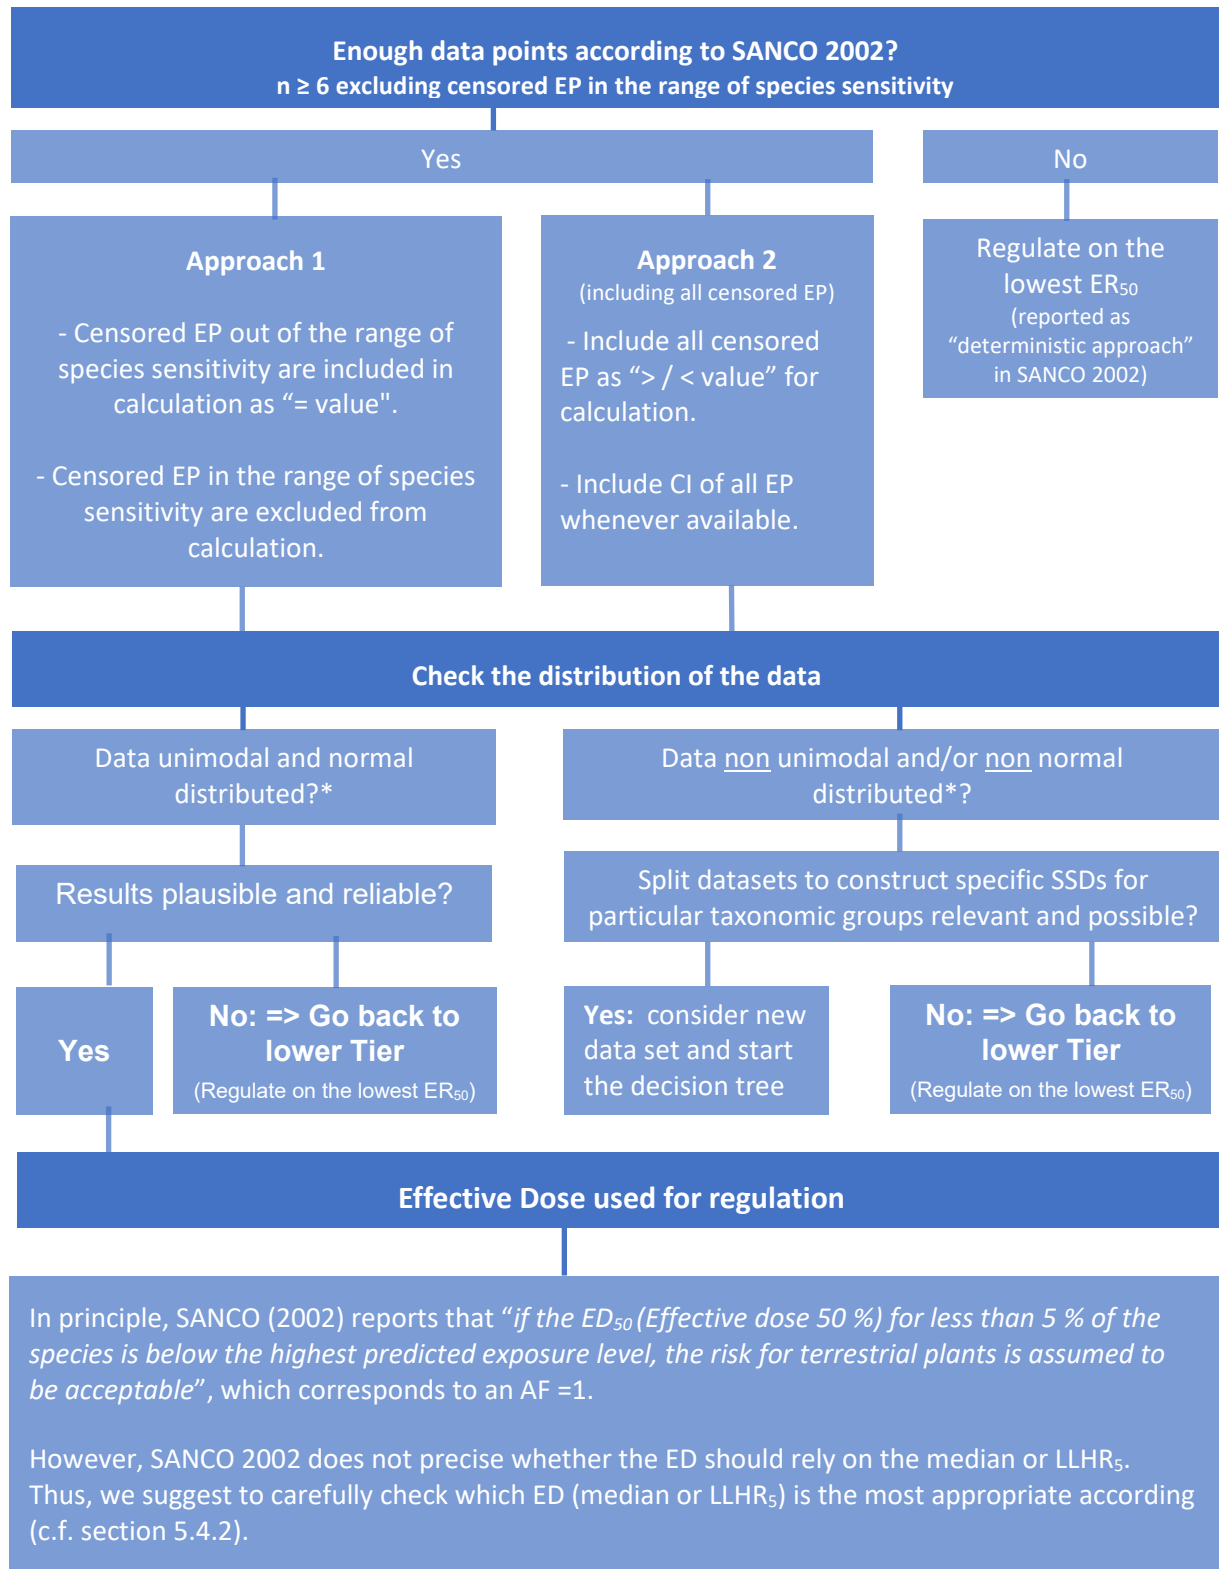 Enough data points according to SANCO 2002?
n ≥ 6 excluding censored EP in the range of species sensitivity
Yes
No
Approach 1
- Censored EP out of the range of
species sensitivity are included in
calculation as “= value".
- Censored EP in the range of species
sensitivity are excluded from
calculation.
Approach 2
(including all censored EP)
- Include all censored
EP as “> / < value” for
calculation.
- Include CI of all EP
whenever available.
Regulate on the
lowest ER₅₀
(reported as
“deterministic approach”
in SANCO 2002)
Check the distribution of the data
Data unimodal and normal
distributed?*
Data non unimodal and/or non normal
distributed*?
Results plausible and reliable?
Split datasets to construct specific SSDs for
particular taxonomic groups relevant and possible?
Yes
No: => Go back to
lower Tier
(Regulate on the lowest ER₅₀)
Yes: consider new
data set and start
the decision tree
No: => Go back to
lower Tier
(Regulate on the lowest ER₅₀)
Effective Dose used for regulation
In principle, SANCO (2002) reports that “if the ED₅₀ (Effective dose 50 %) for less than 5 % of the
species is below the highest predicted exposure level, the risk for terrestrial plants is assumed to
be acceptable”, which corresponds to an AF =1.
However, SANCO 2002 does not precise whether the ED should rely on the median or LLHR₅.
Thus, we suggest to carefully check which ED (median or LLHR₅) is the most appropriate according
(c.f. section 5.4.2).